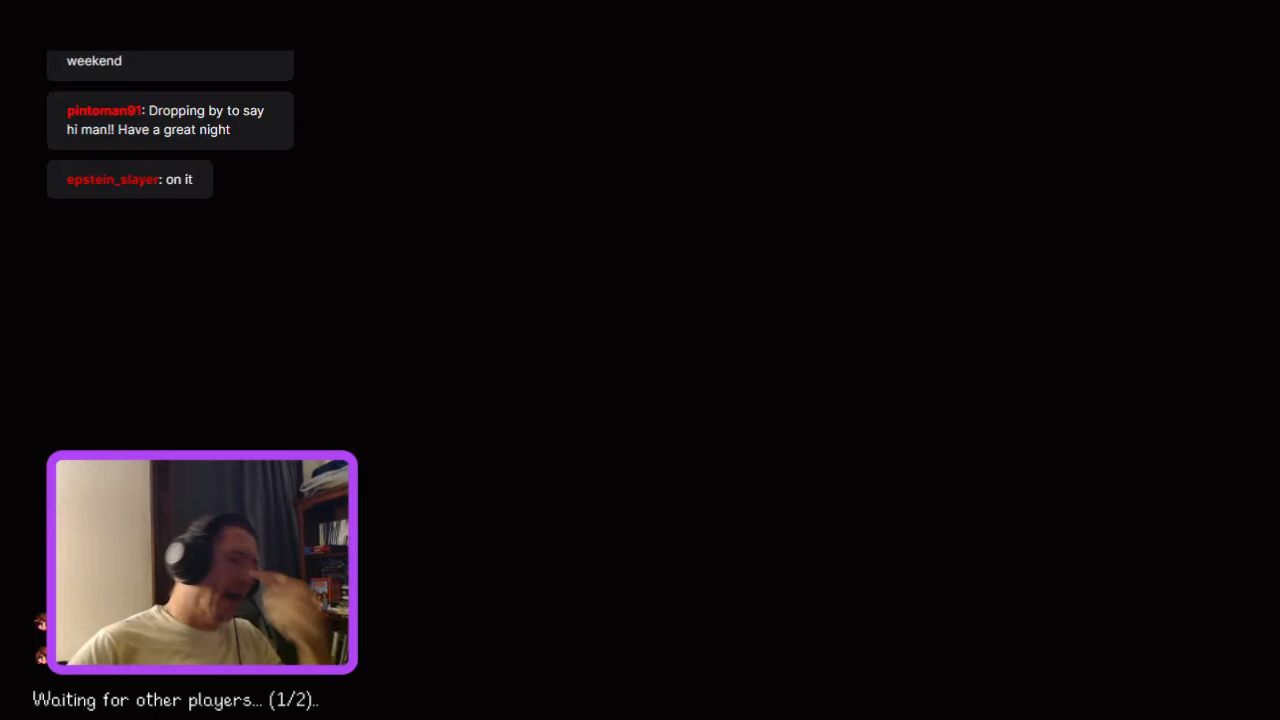 weekend
pintoman91: Dropping by to say
hi man!! Have a great night
epstein_slayer: on it
Waiting for other players... (1/2)..